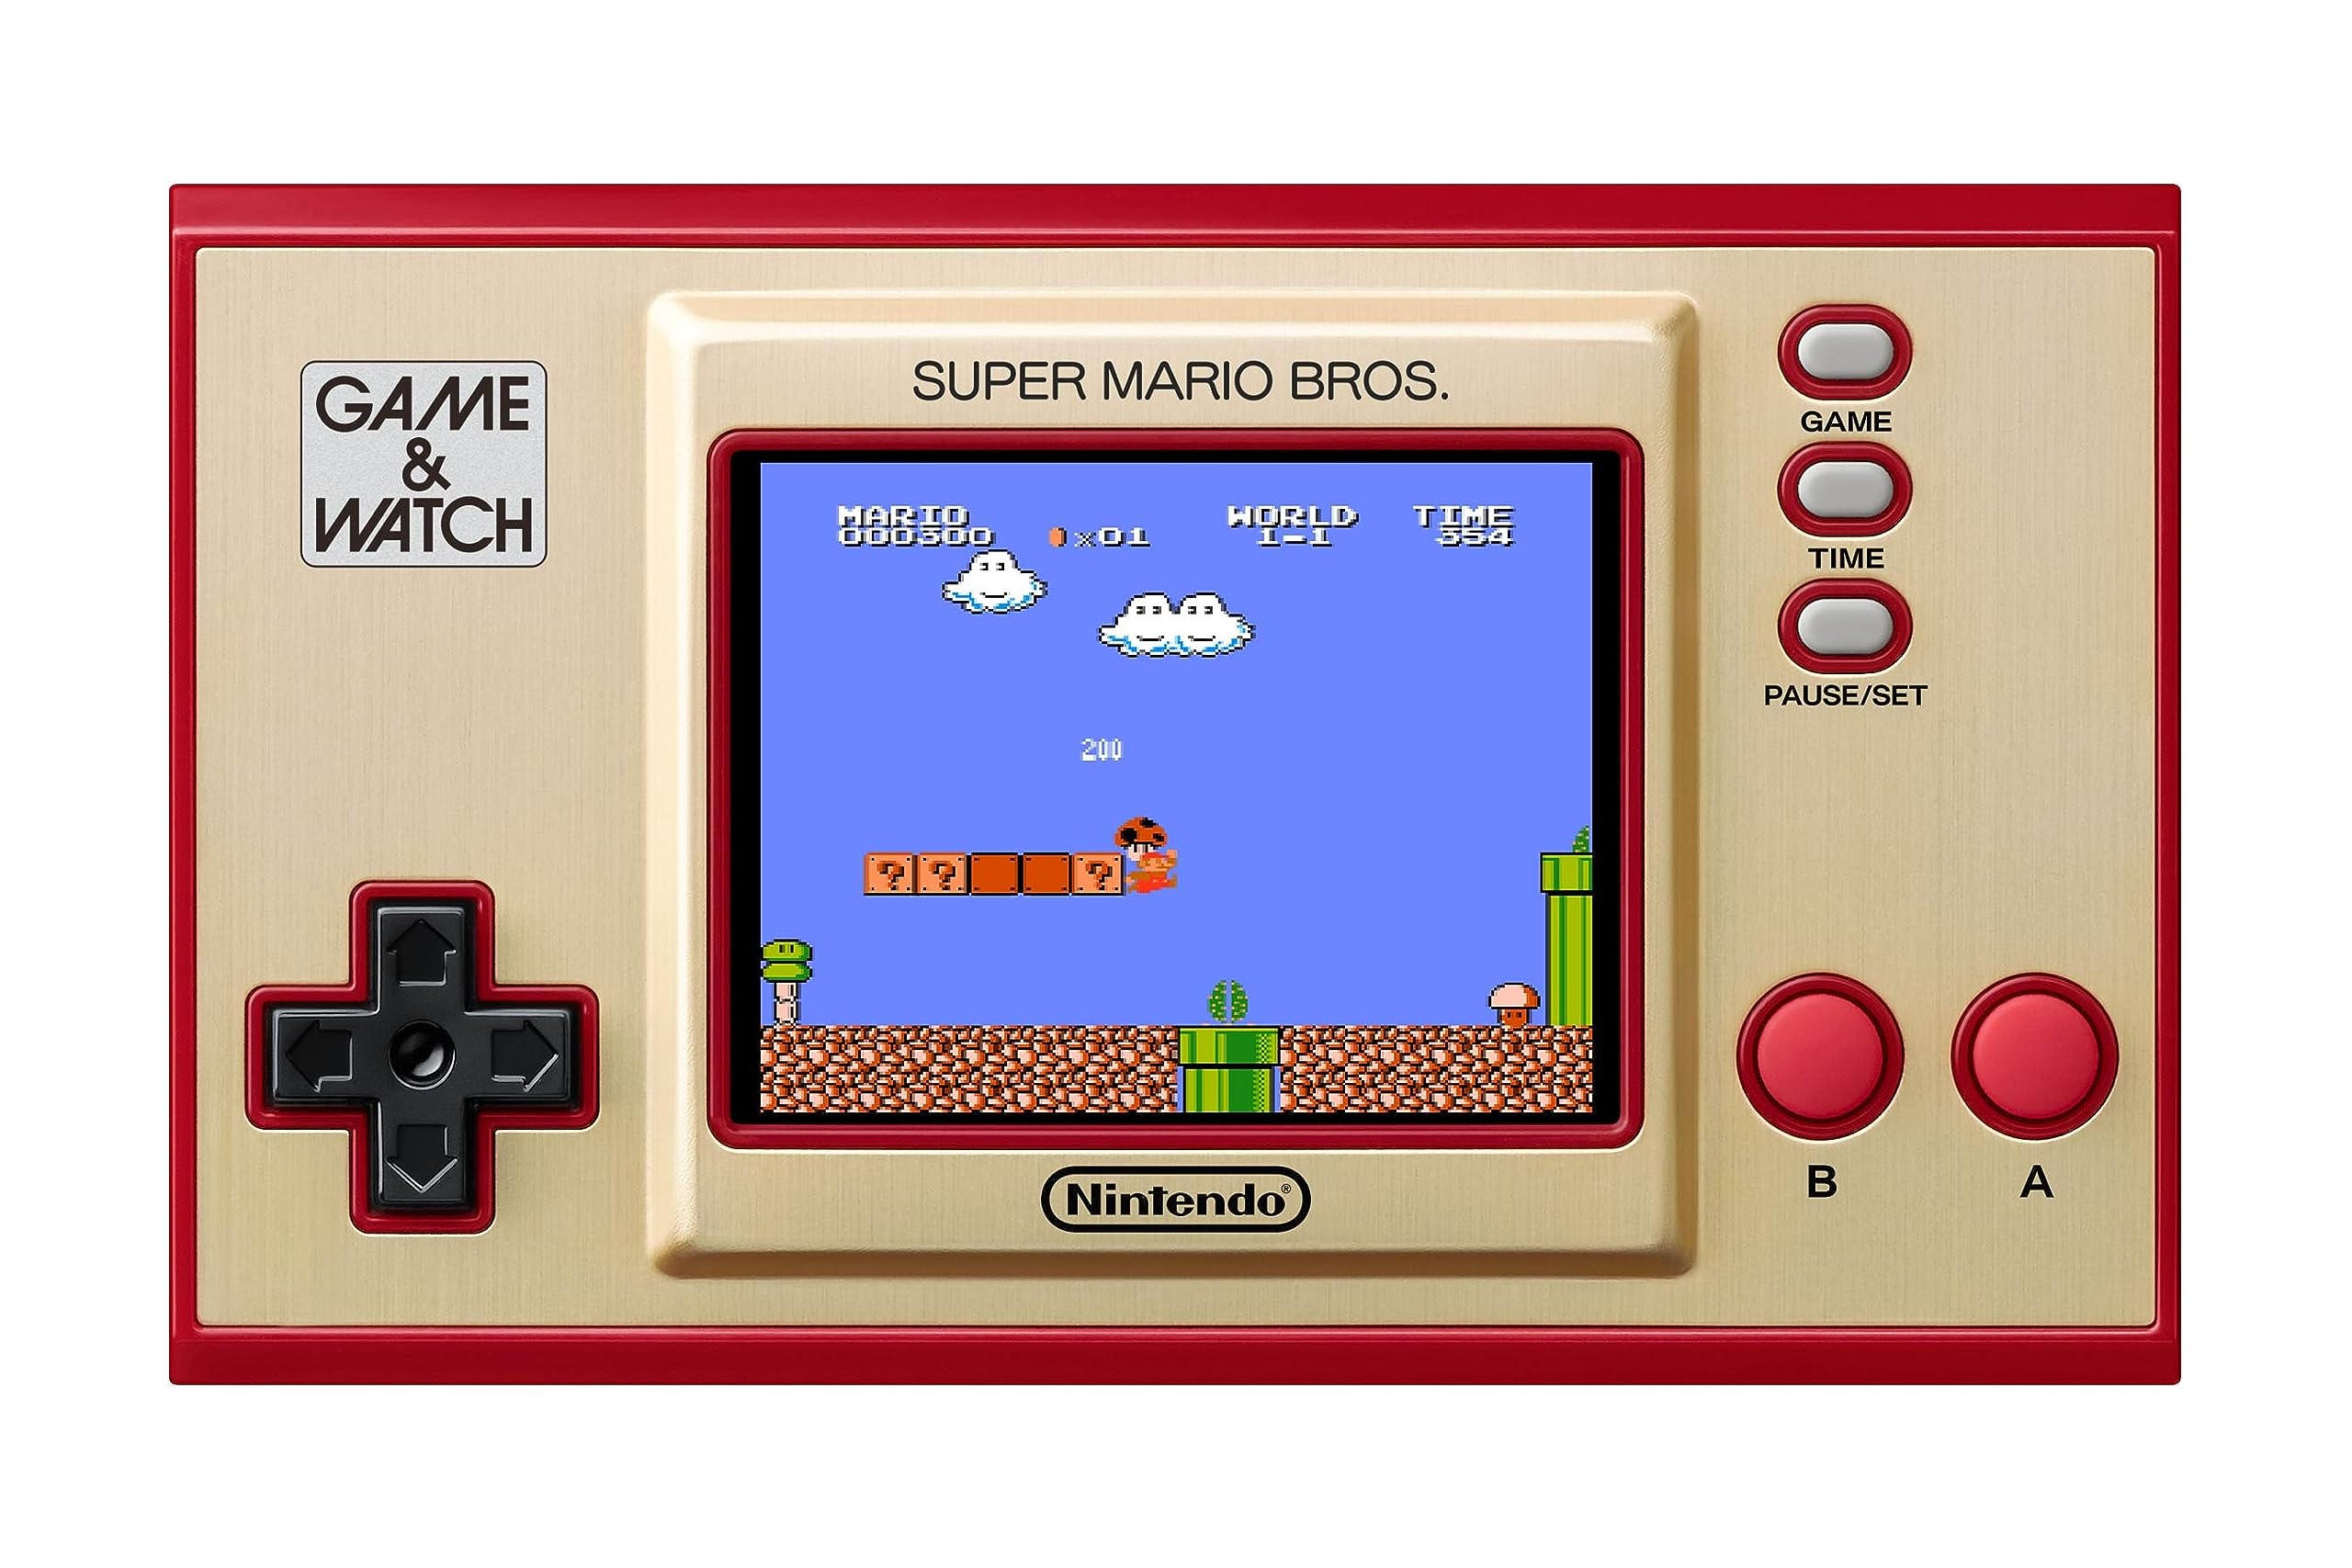 GAME
&
WATCH
SUPER MARIO BROS.
MARIO WORLD TIME
000300 x01 1-1 354
200
? ? ?
Nintendo®
GAME
TIME
PAUSE/SET
B A